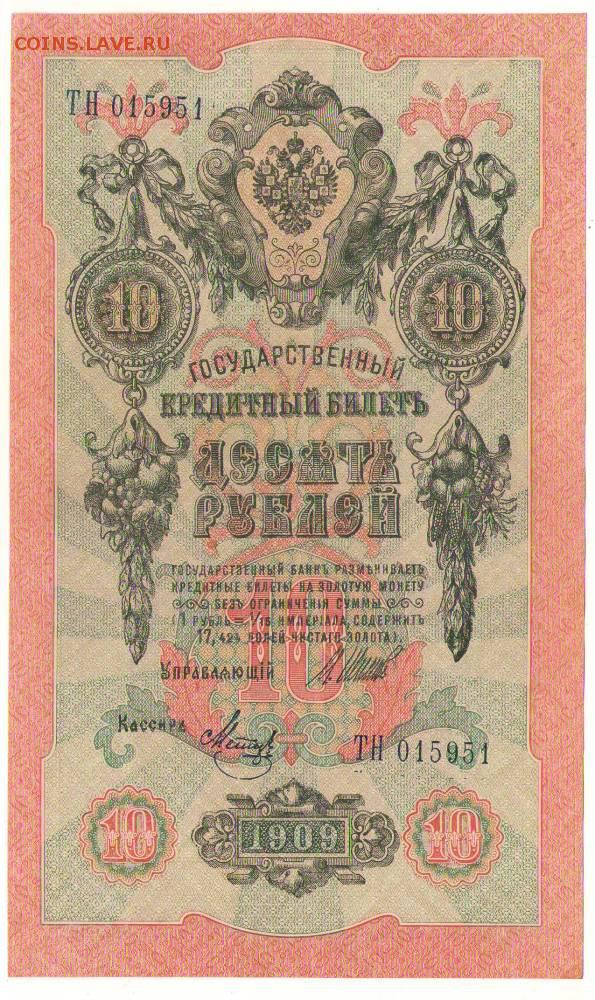 COINS.LAVE.RU
ТН 015951
10 10
ГОСУДАРСТВЕННЫЙ
КРЕДИТНЫЙ БИЛЕТЪ
ДЕСЯТЬ
РУБЛЕЙ
ГОСУДАРСТВЕННЫЙ БАНКЪ РАЗМѢНИВАЕТЪ
КРЕДИТНЫЕ БИЛЕТЫ НА ЗОЛОТУЮ МОНЕТУ
БЕЗЪ ОГРАНИЧЕНІЯ СУММЫ
(1 РУБЛЬ = 1/15 ИМПЕРІАЛА, СОДЕРЖИТЪ
17,424 ДОЛЕЙ ЧИСТАГО ЗОЛОТА).
10
УПРАВЛЯЮЩІЙ
Кассиръ
ТН 015951
10 1909 10